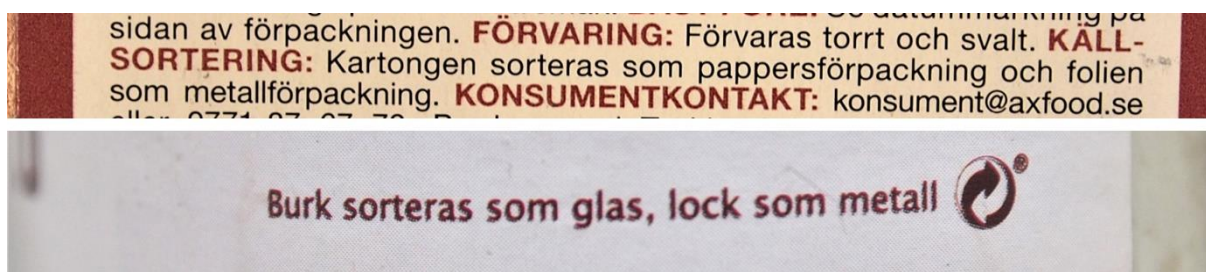 sidan av förpackningen. FÖRVARING: Förvaras torrt och svalt. KÄLL-
SORTERING: Kartongen sorteras som pappersförpackning och folien
som metallförpackning. KONSUMENTKONTAKT: konsument@axfood.se
Burk sorteras som glas, lock som metall